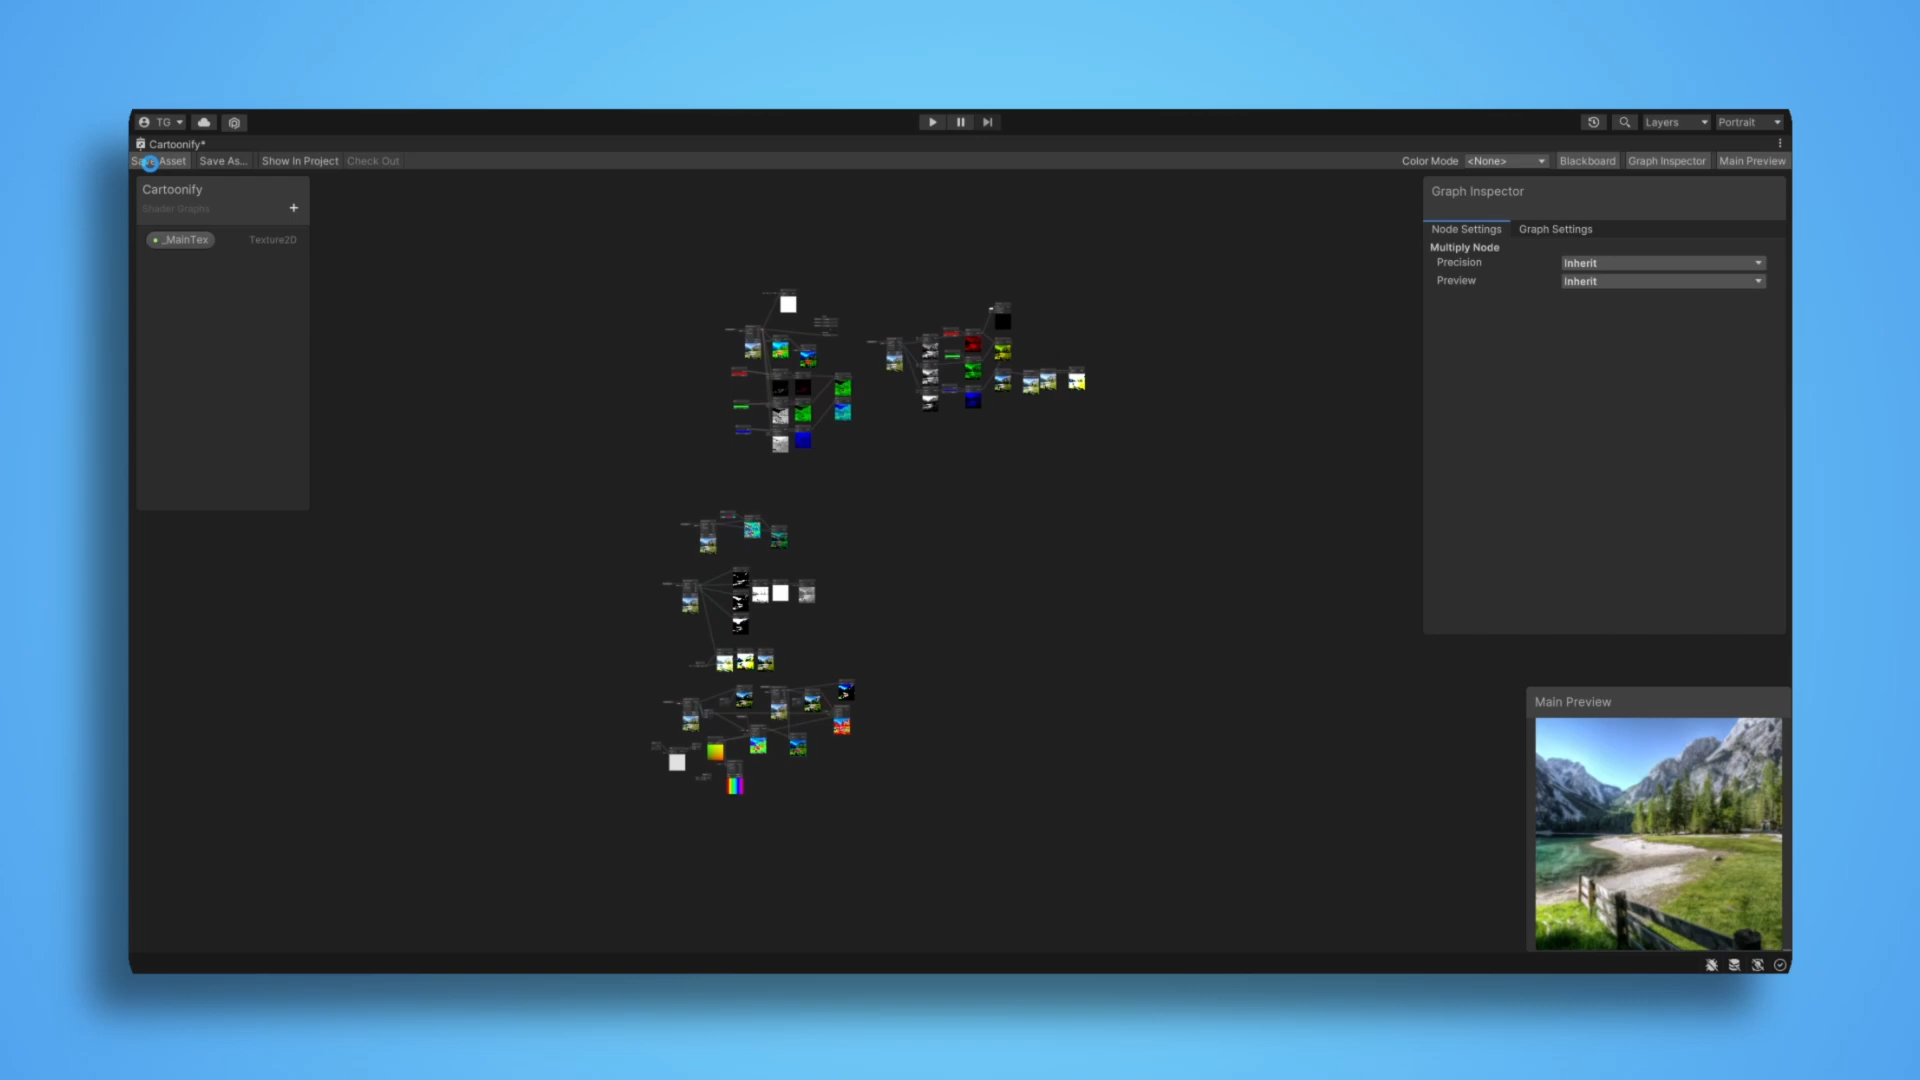 TG
Layers
Portrait
Cartoonify*
Save Asset
Save As...
Show In Project
Check Out
Color Mode
<None>
Blackboard
Graph Inspector
Main Preview
Cartoonify
Shader Graphs
+
_MainTex
Texture2D
Graph Inspector
Node Settings
Graph Settings
Multiply Node
Precision
Inherit
Preview
Inherit
Main Preview